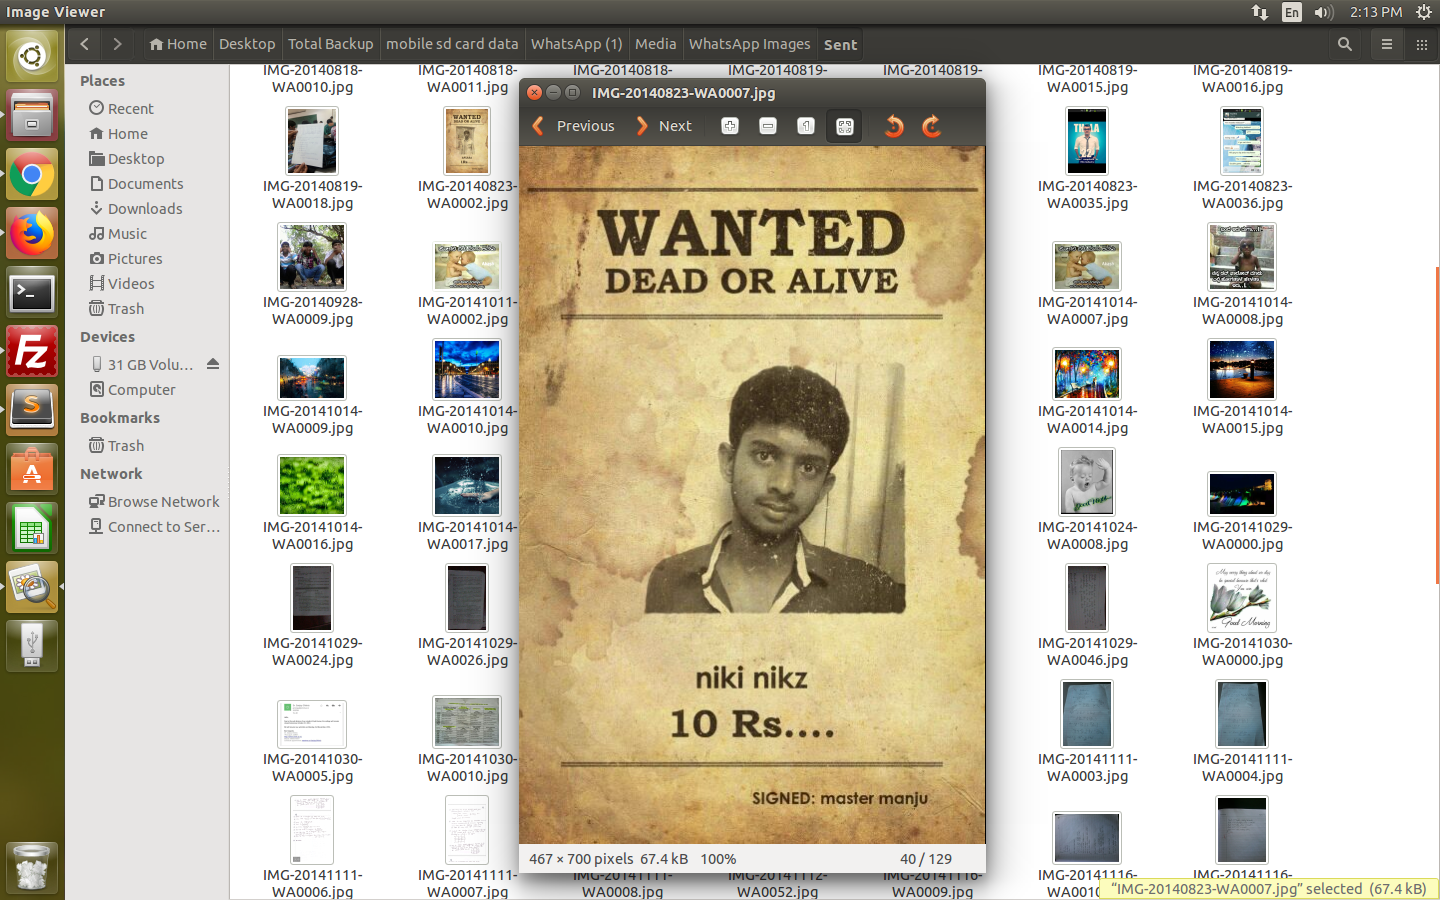 Image Viewer
En
2:13 PM
Home
Desktop
Total Backup
mobile sd card data
WhatsApp (1)
Media
WhatsApp Images
Sent
Places
Recent
Home
Desktop
Documents
Downloads
Music
Pictures
Videos
Trash
Devices
31 GB Volu...
Computer
Bookmarks
Trash
Network
Browse Network
Connect to Ser...
IMG-20140818-
WA0010.jpg
IMG-20140818-
WA0011.jpg
IMG-20140818-
IMG-20140819-
IMG-20140819-
IMG-20140819-
WA0015.jpg
IMG-20140819-
WA0016.jpg
IMG-20140819-
WA0018.jpg
IMG-20140823-
WA0002.jpg
IMG-20140823-
WA0035.jpg
IMG-20140823-
WA0036.jpg
IMG-20140928-
WA0009.jpg
IMG-20141011-
WA0002.jpg
IMG-20141014-
WA0007.jpg
IMG-20141014-
WA0008.jpg
IMG-20141014-
WA0009.jpg
IMG-20141014-
WA0010.jpg
IMG-20141014-
WA0014.jpg
IMG-20141014-
WA0015.jpg
IMG-20141014-
WA0016.jpg
IMG-20141014-
WA0017.jpg
IMG-20141024-
WA0008.jpg
IMG-20141029-
WA0000.jpg
IMG-20141029-
WA0024.jpg
IMG-20141029-
WA0026.jpg
IMG-20141029-
WA0046.jpg
IMG-20141030-
WA0000.jpg
IMG-20141030-
WA0005.jpg
IMG-20141030-
WA0010.jpg
IMG-20141111-
WA0003.jpg
IMG-20141111-
WA0004.jpg
IMG-20141111-
WA0006.jpg
IMG-20141111-
WA0007.jpg
IMG-20141111-
WA0008.jpg
IMG-20141112-
WA0052.jpg
IMG-20141116-
WA0009.jpg
IMG-20141116-
IMG-20141116-
IMG-20140823-WA0007.jpg
Previous
Next
WANTED
DEAD OR ALIVE
niki nikz
10 Rs....
SIGNED: master manju
467 × 700 pixels 67.4 kB 100%
40 / 129
"IMG-20140823-WA0007.jpg" selected (67.4 kB)